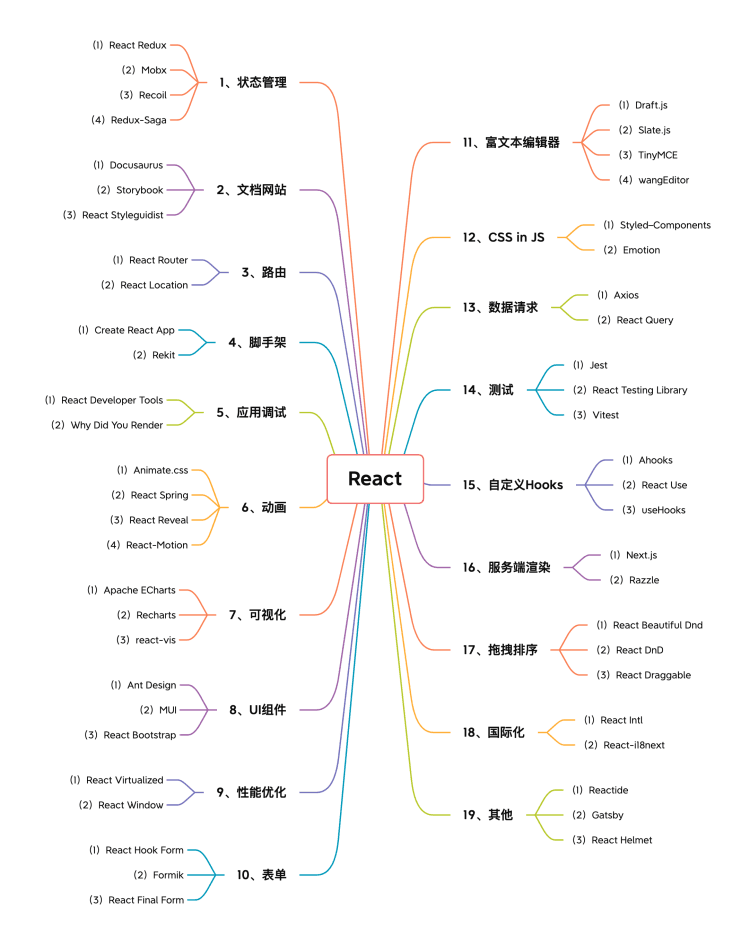 React
1、状态管理
(1) React Redux
(2) Mobx
(3) Recoil
(4) Redux-Saga
2、文档网站
(1) Docusaurus
(2) Storybook
(3) React Styleguidist
3、路由
(1) React Router
(2) React Location
4、脚手架
(1) Create React App
(2) Rekit
5、应用调试
(1) React Developer Tools
(2) Why Did You Render
6、动画
(1) Animate.css
(2) React Spring
(3) React Reveal
(4) React-Motion
7、可视化
(1) Apache ECharts
(2) Recharts
(3) react-vis
8、UI组件
(1) Ant Design
(2) MUI
(3) React Bootstrap
9、性能优化
(1) React Virtualized
(2) React Window
10、表单
(1) React Hook Form
(2) Formik
(3) React Final Form
11、富文本编辑器
(1) Draft.js
(2) Slate.js
(3) TinyMCE
(4) wangEditor
12、CSS in JS
(1) Styled–Components
(2) Emotion
13、数据请求
(1) Axios
(2) React Query
14、测试
(1) Jest
(2) React Testing Library
(3) Vitest
15、自定义Hooks
(1) Ahooks
(2) React Use
(3) useHooks
16、服务端渲染
(1) Next.js
(2) Razzle
17、拖拽排序
(1) React Beautiful Dnd
(2) React DnD
(3) React Draggable
18、国际化
(1) React Intl
(2) React-i18next
19、其他
(1) Reactide
(2) Gatsby
(3) React Helmet